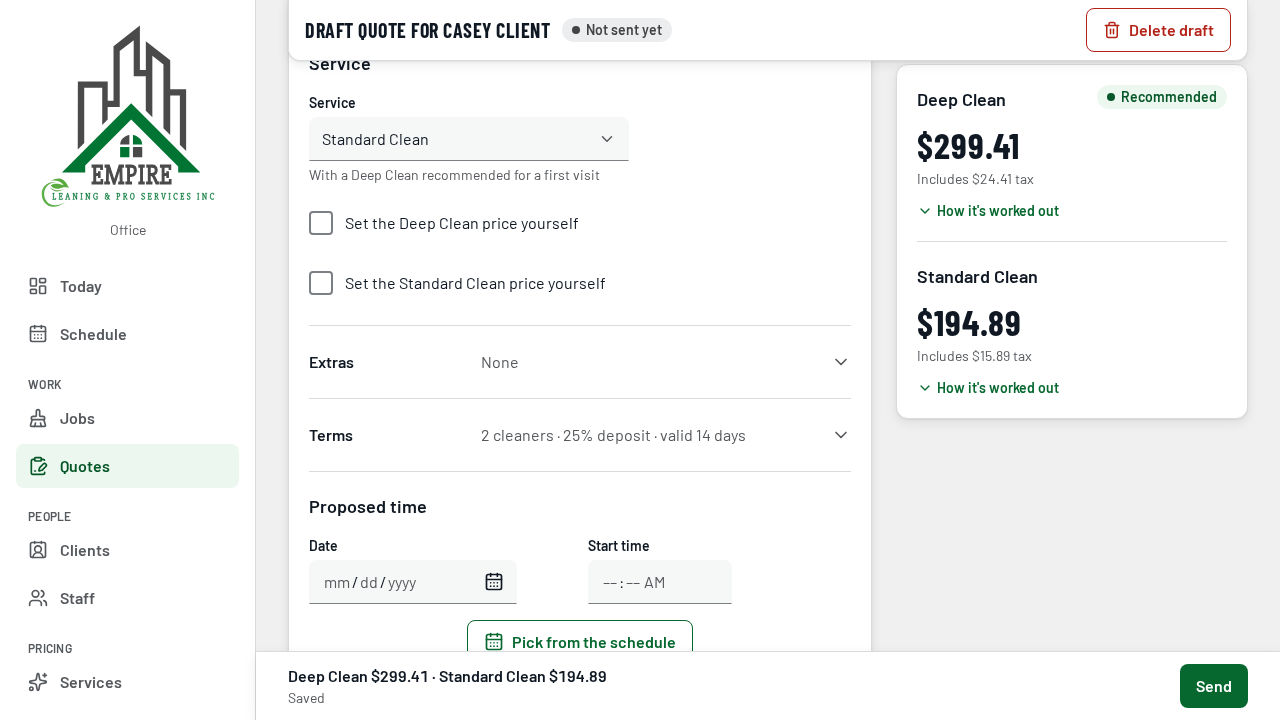 EMPIRE
CLEANING & PRO SERVICES INC
Office
Today
Schedule
WORK
Jobs
Quotes
PEOPLE
Clients
Staff
PRICING
Services
DRAFT QUOTE FOR CASEY CLIENT
Not sent yet
Delete draft
Service
Service
Standard Clean
With a Deep Clean recommended for a first visit
Set the Deep Clean price yourself
Set the Standard Clean price yourself
Extras
None
Terms
2 cleaners · 25% deposit · valid 14 days
Proposed time
Date
Start time
mm/dd/yyyy
--:-- AM
Pick from the schedule
Deep Clean
Recommended
$299.41
Includes $24.41 tax
How it's worked out
Standard Clean
$194.89
Includes $15.89 tax
How it's worked out
Deep Clean $299.41 · Standard Clean $194.89
Saved
Send